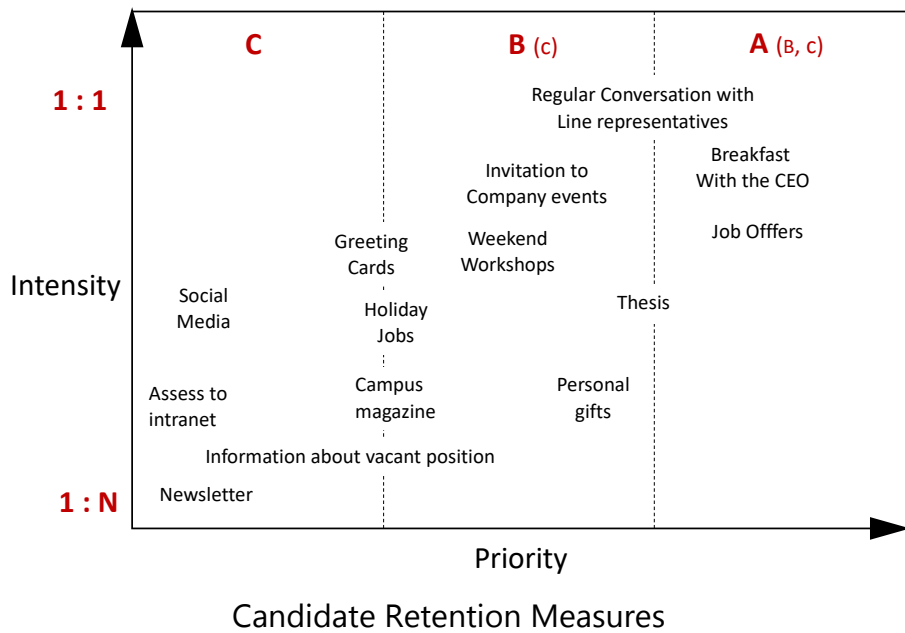 C
B (c)
A (B, c)
1 : 1
Regular Conversation with
Line representatives
Breakfast
With the CEO
Invitation to
Company events
Job Offfers
Greeting
Cards
Weekend
Workshops
Intensity
Social
Media
Holiday
Jobs
Thesis
Assess to
intranet
Campus
magazine
Personal
gifts
Information about vacant position
1 : N
Newsletter
Priority
Candidate Retention Measures